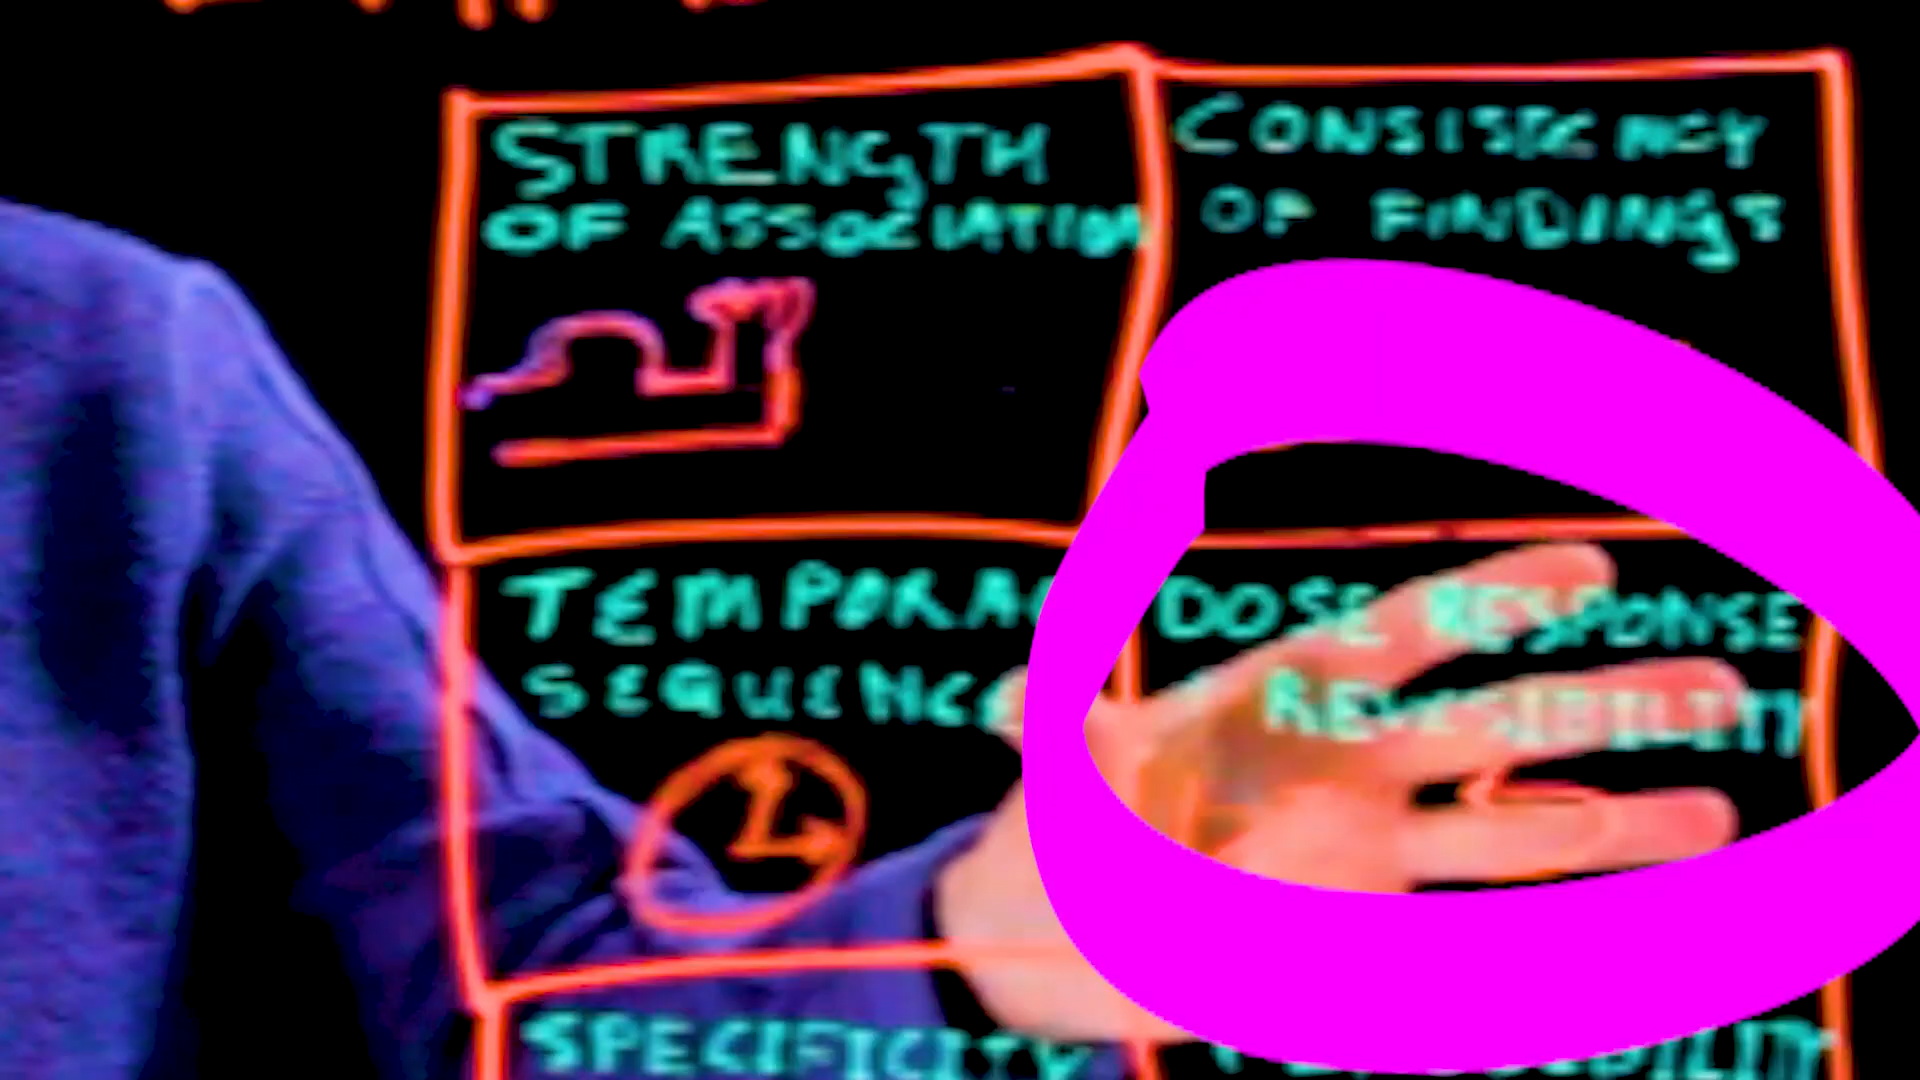 STRENGTH
OF ASSOCIATION
CONSISTENCY
OF FINDINGS
TEMPORAL
SEQUENCE
DOSE RESPONSE
REVERSIBILITY
SPECIFICITY